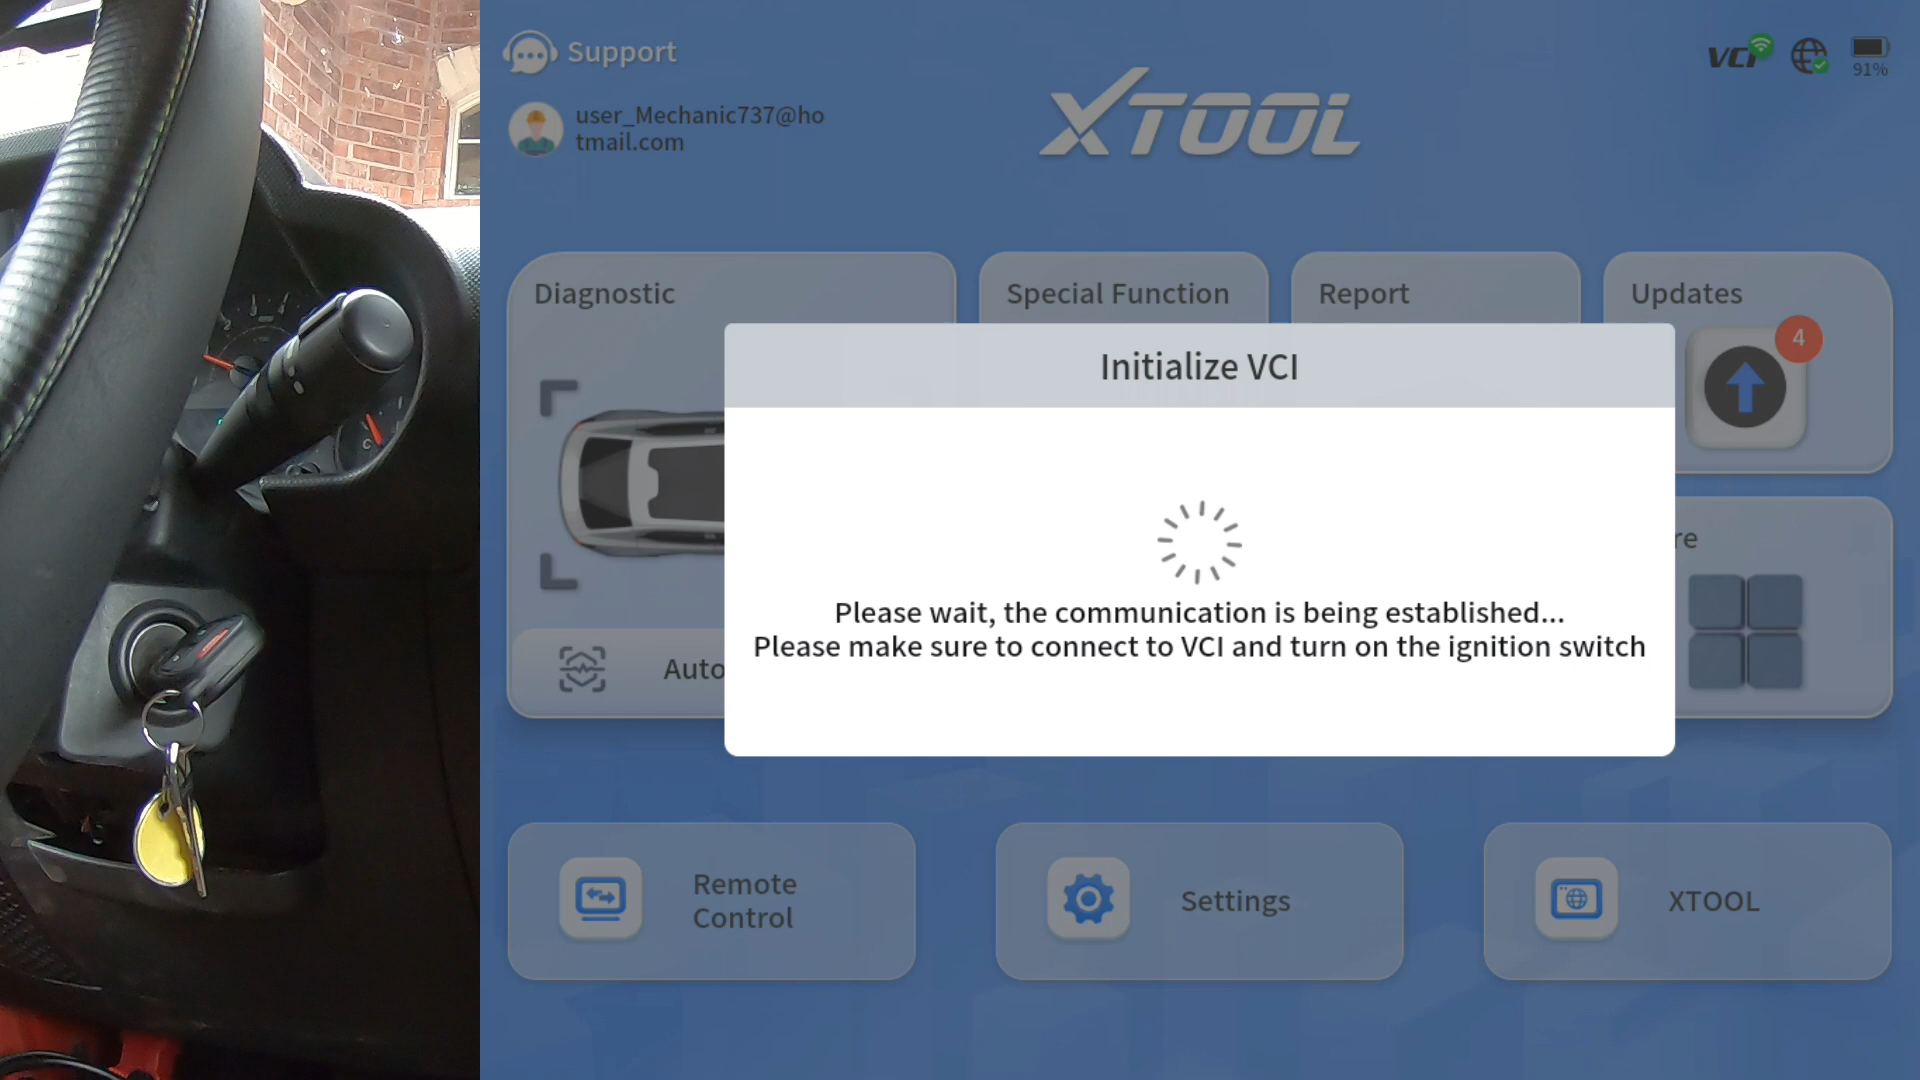 Support
user_Mechanic737@ho
tmail.com
VCI
91%
XTOOL
Diagnostic
Special Function
Report
Updates
4
Initialize VCI
Please wait, the communication is being established...
Please make sure to connect to VCI and turn on the ignition switch
re
Auto
Remote
Control
Settings
XTOOL
C